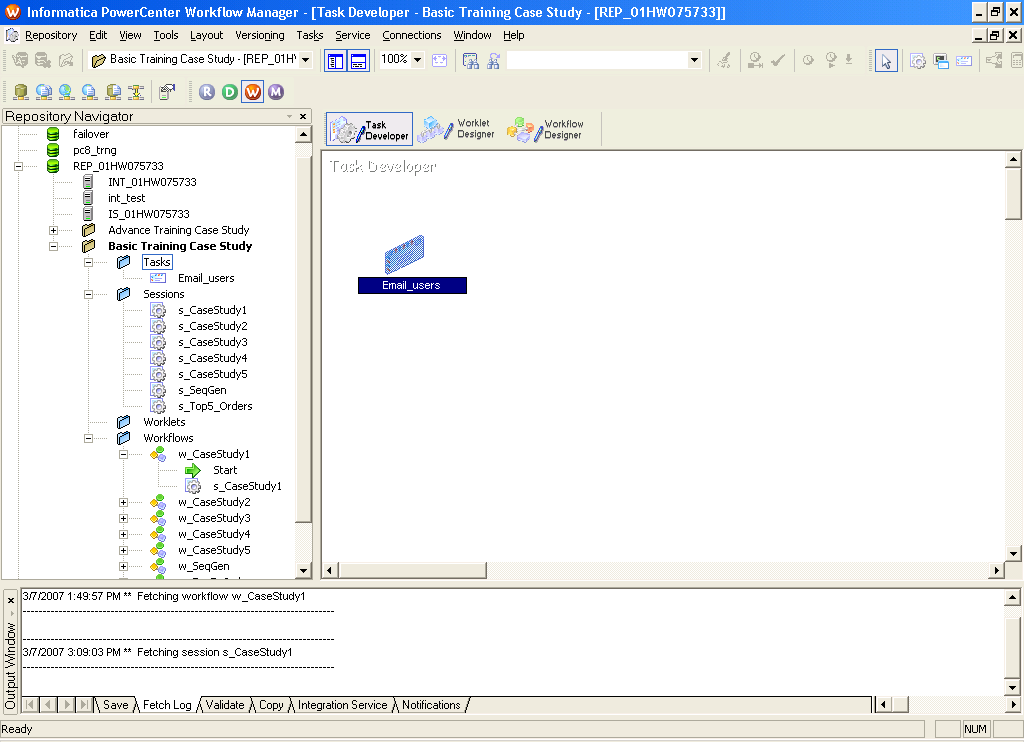 Informatica PowerCenter Workflow Manager - [Task Developer - Basic Training Case Study - [REP_01HW075733]]
Repository Edit View Tools Layout Versioning Tasks Service Connections Window Help
Basic Training Case Study - [REP_01HW
100%
R D W M
Repository Navigator
failover
pc8_trng
REP_01HW075733
INT_01HW075733
int_test
IS_01HW075733
Advance Training Case Study
Basic Training Case Study
Tasks
Email_users
Sessions
s_CaseStudy1
s_CaseStudy2
s_CaseStudy3
s_CaseStudy4
s_CaseStudy5
s_SeqGen
s_Top5_Orders
Worklets
Workflows
w_CaseStudy1
Start
s_CaseStudy1
w_CaseStudy2
w_CaseStudy3
w_CaseStudy4
w_CaseStudy5
w_SeqGen
Task Developer
Worklet Designer
Workflow Designer
Task Developer
Email_users
Output Window
3/7/2007 1:49:57 PM ** Fetching workflow w_CaseStudy1
3/7/2007 3:09:03 PM ** Fetching session s_CaseStudy1
Save Fetch Log Validate Copy Integration Service Notifications
Ready
NUM